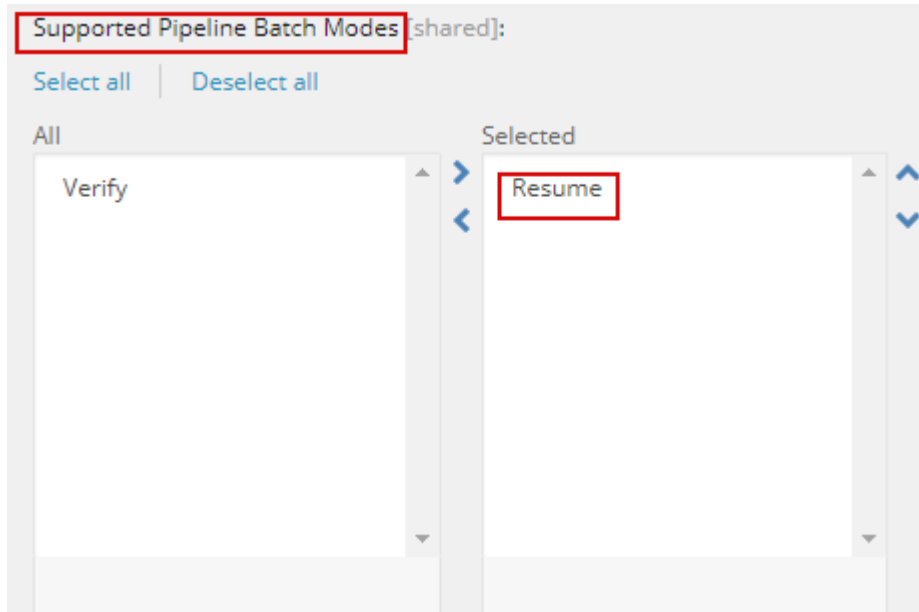 Supported Pipeline Batch Modes [shared]:
Select all Deselect all
All Selected
Verify Resume